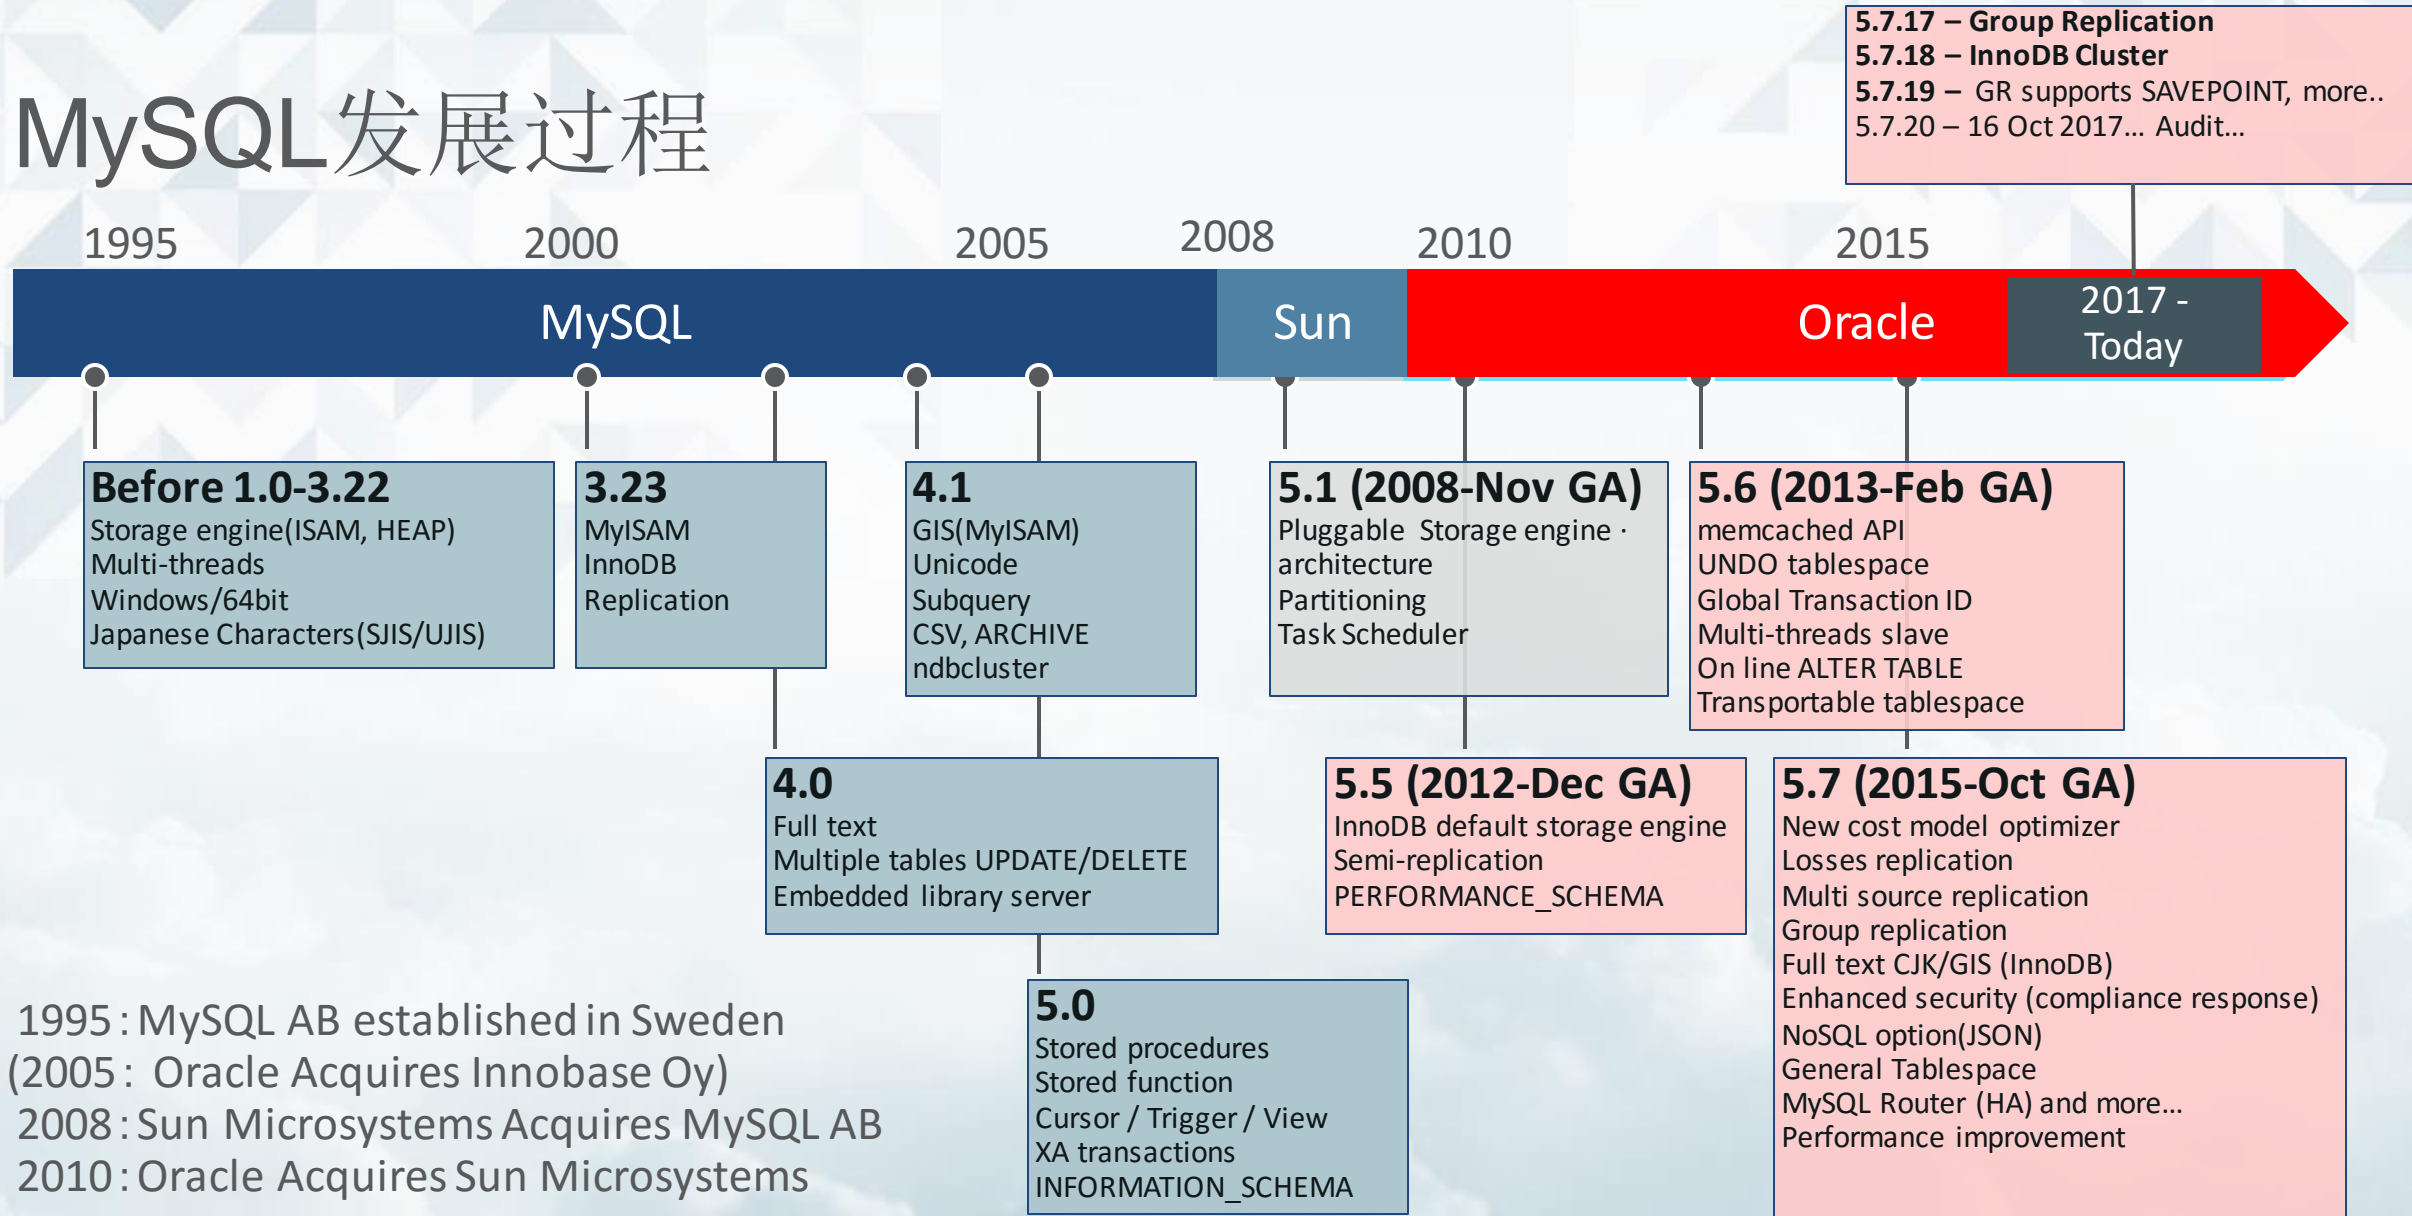 5.7.17 – Group Replication
5.7.18 – InnoDB Cluster
5.7.19 – GR supports SAVEPOINT, more..
5.7.20 – 16 Oct 2017... Audit...
MySQL发展过程
1995
2000
2005
2008
2010
2015
MySQL
Sun
Oracle
2017 -
Today
Before 1.0-3.22
Storage engine(ISAM, HEAP)
Multi-threads
Windows/64bit
Japanese Characters(SJIS/UJIS)
3.23
MyISAM
InnoDB
Replication
4.1
GIS(MyISAM)
Unicode
Subquery
CSV, ARCHIVE
ndbcluster
5.1 (2008-Nov GA)
Pluggable Storage engine ·
architecture
Partitioning
Task Scheduler
5.6 (2013-Feb GA)
memcached API
UNDO tablespace
Global Transaction ID
Multi-threads slave
On line ALTER TABLE
Transportable tablespace
4.0
Full text
Multiple tables UPDATE/DELETE
Embedded library server
5.5 (2012-Dec GA)
InnoDB default storage engine
Semi-replication
PERFORMANCE_SCHEMA
5.7 (2015-Oct GA)
New cost model optimizer
Losses replication
Multi source replication
Group replication
Full text CJK/GIS (InnoDB)
Enhanced security (compliance response)
NoSQL option(JSON)
General Tablespace
MySQL Router (HA) and more...
Performance improvement
5.0
Stored procedures
Stored function
Cursor / Trigger / View
XA transactions
INFORMATION_SCHEMA
1995 : MySQL AB established in Sweden
(2005 : Oracle Acquires Innobase Oy)
2008 : Sun Microsystems Acquires MySQL AB
2010 : Oracle Acquires Sun Microsystems